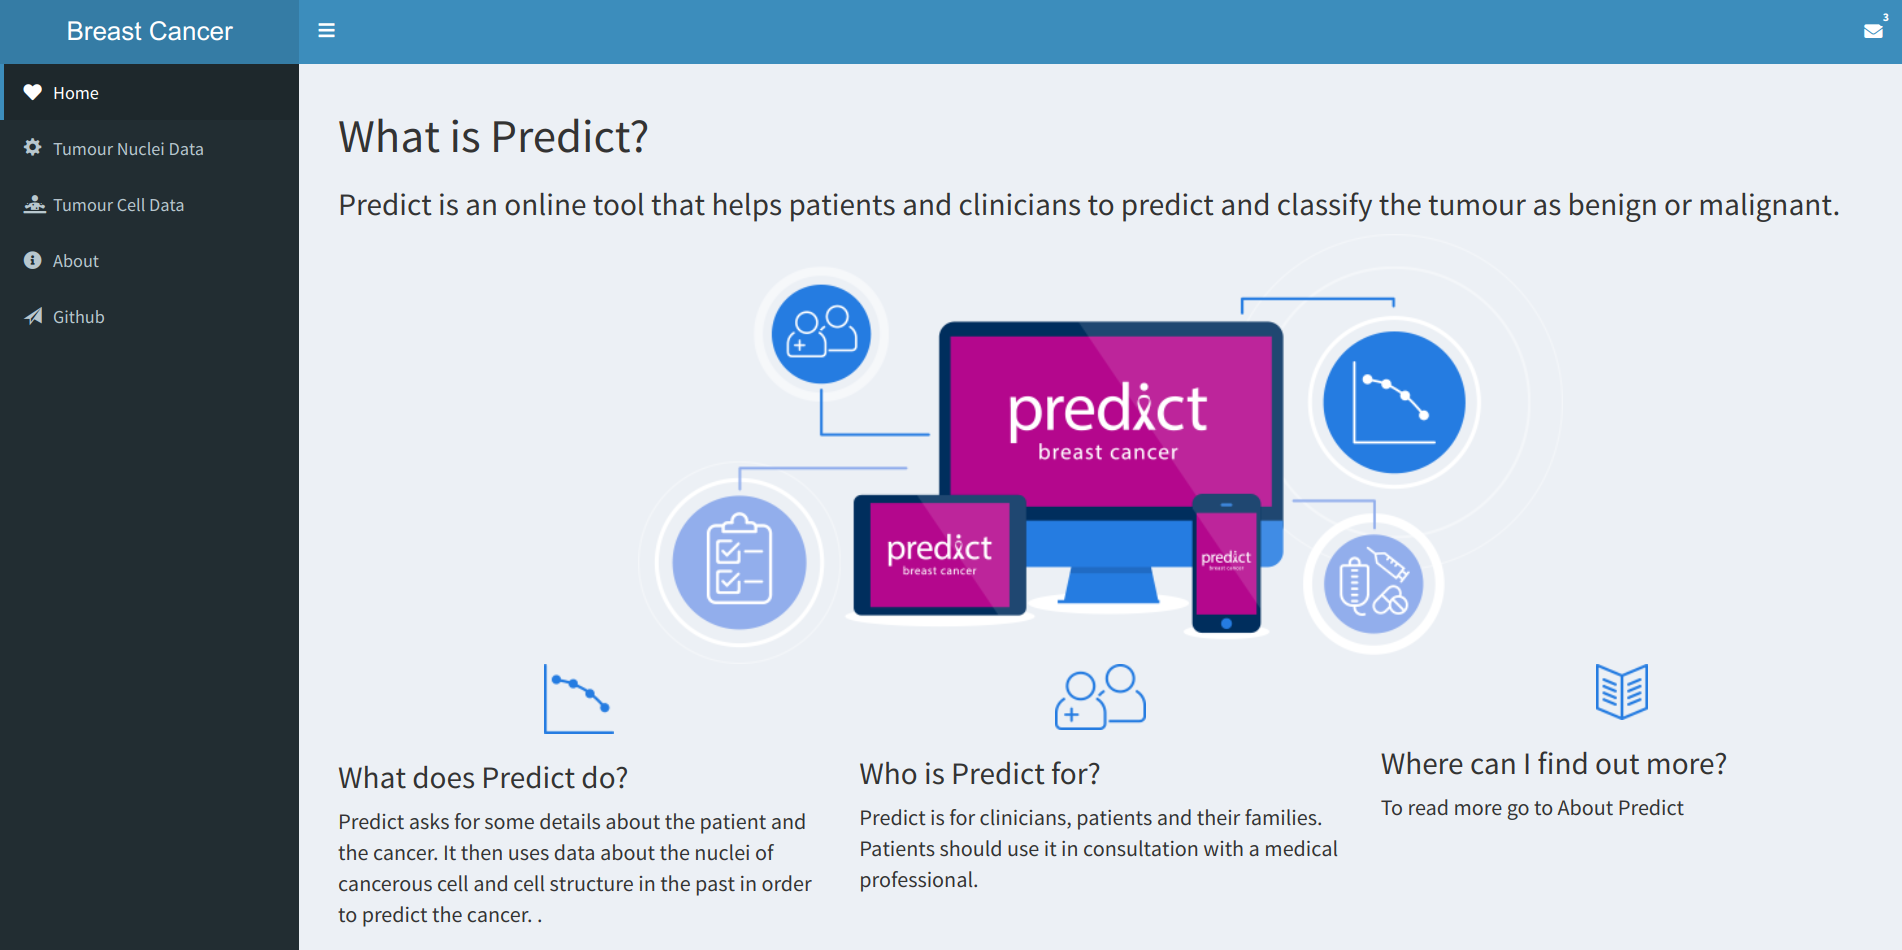 Breast Cancer
3
Home
Tumour Nuclei Data
Tumour Cell Data
About
Github
What is Predict?
Predict is an online tool that helps patients and clinicians to predict and classify the tumour as benign or malignant.
predict
breast cancer
predict
breast cancer
predict
breast cancer
What does Predict do?
Predict asks for some details about the patient and
the cancer. It then uses data about the nuclei of
cancerous cell and cell structure in the past in order
to predict the cancer. .
Who is Predict for?
Predict is for clinicians, patients and their families.
Patients should use it in consultation with a medical
professional.
Where can I find out more?
To read more go to About Predict